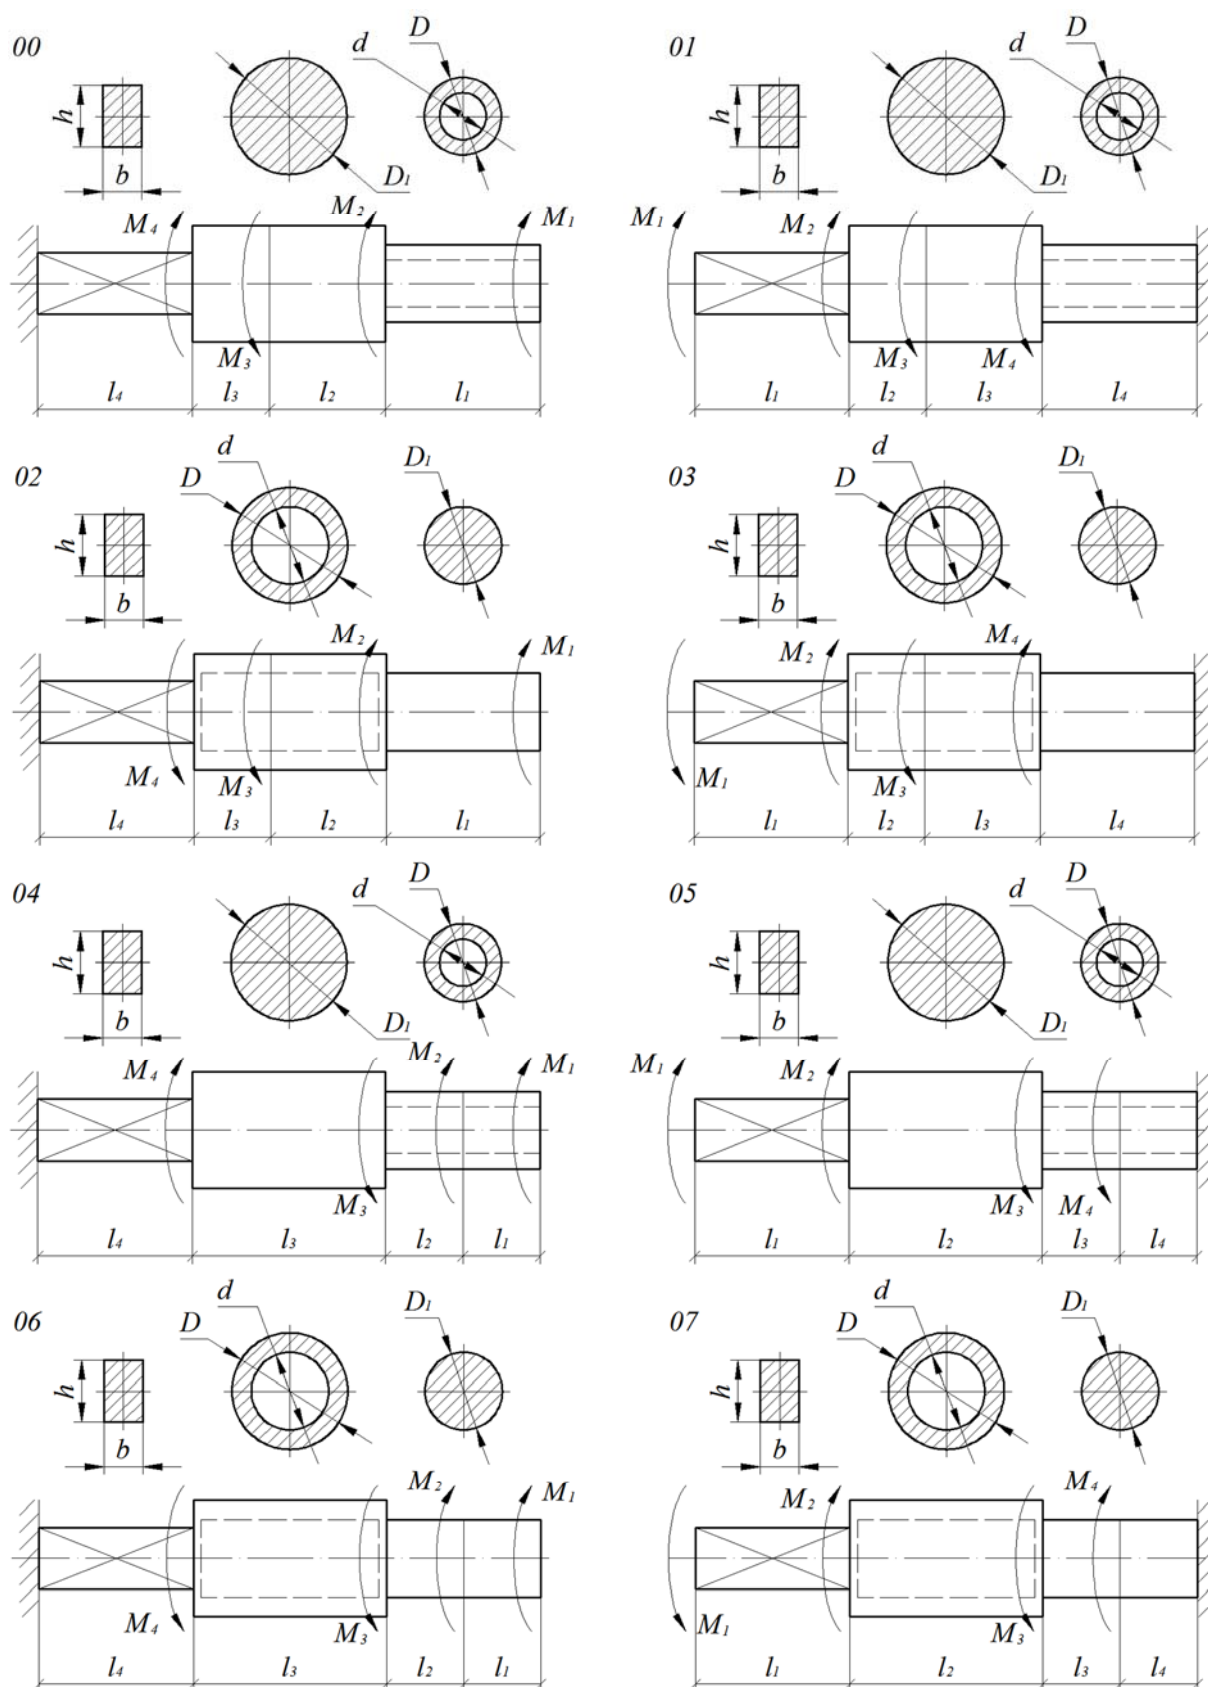 00 d D 01 d D
h h
b D₁ b D₁
M₄ M₂ M₁ M₁ M₂
M₃ M₃ M₄
l₄ l₃ l₂ l₁ l₁ l₂ l₃ l₄
02 D d D₁ 03 D d D₁
h h
b b
M₂ M₁ M₂ M₄
M₄ M₃ M₁ M₃
l₄ l₃ l₂ l₁ l₁ l₂ l₃ l₄
04 d D 05 d D
h h
b D₁ b D₁
M₄ M₂ M₁ M₁ M₂
M₃ M₃ M₄
l₄ l₃ l₂ l₁ l₁ l₂ l₃ l₄
06 D d D₁ 07 D d D₁
h h
b b
M₂ M₁ M₂ M₄
M₄ M₃ M₁ M₃
l₄ l₃ l₂ l₁ l₁ l₂ l₃ l₄